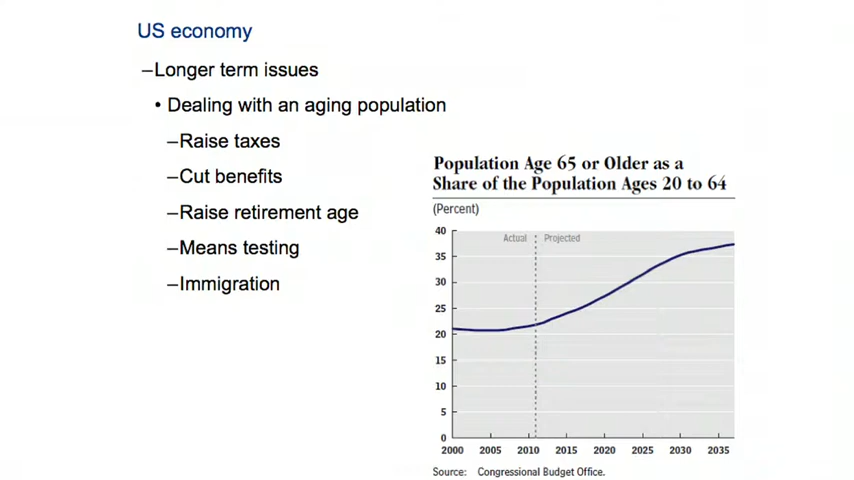 US economy
–Longer term issues
• Dealing with an aging population
–Raise taxes
–Cut benefits
–Raise retirement age
–Means testing
–Immigration
Population Age 65 or Older as a
Share of the Population Ages 20 to 64
(Percent)
Actual Projected
40
35
30
25
20
15
10
5
0
2000 2005 2010 2015 2020 2025 2030 2035
Source: Congressional Budget Office.